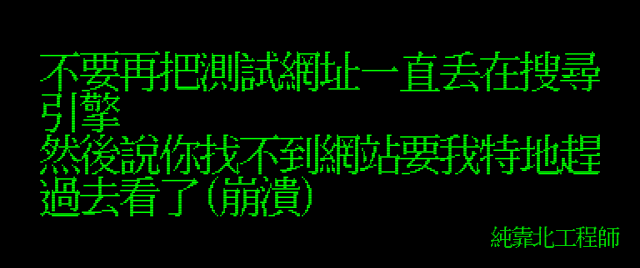 不要再把測試網址一直丟在搜尋
引擎
然後說你找不到網站要我特地趕
過去看了(崩潰)
純靠北工程師